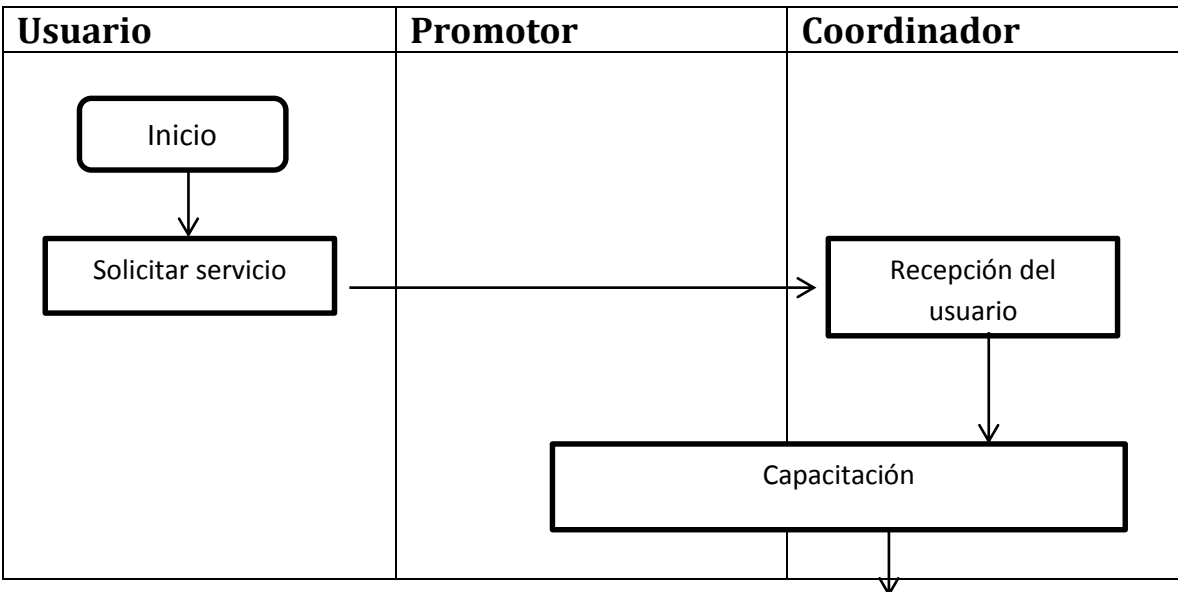 Usuario
Promotor
Coordinador
Inicio
Solicitar servicio
Recepción del
usuario
Capacitación